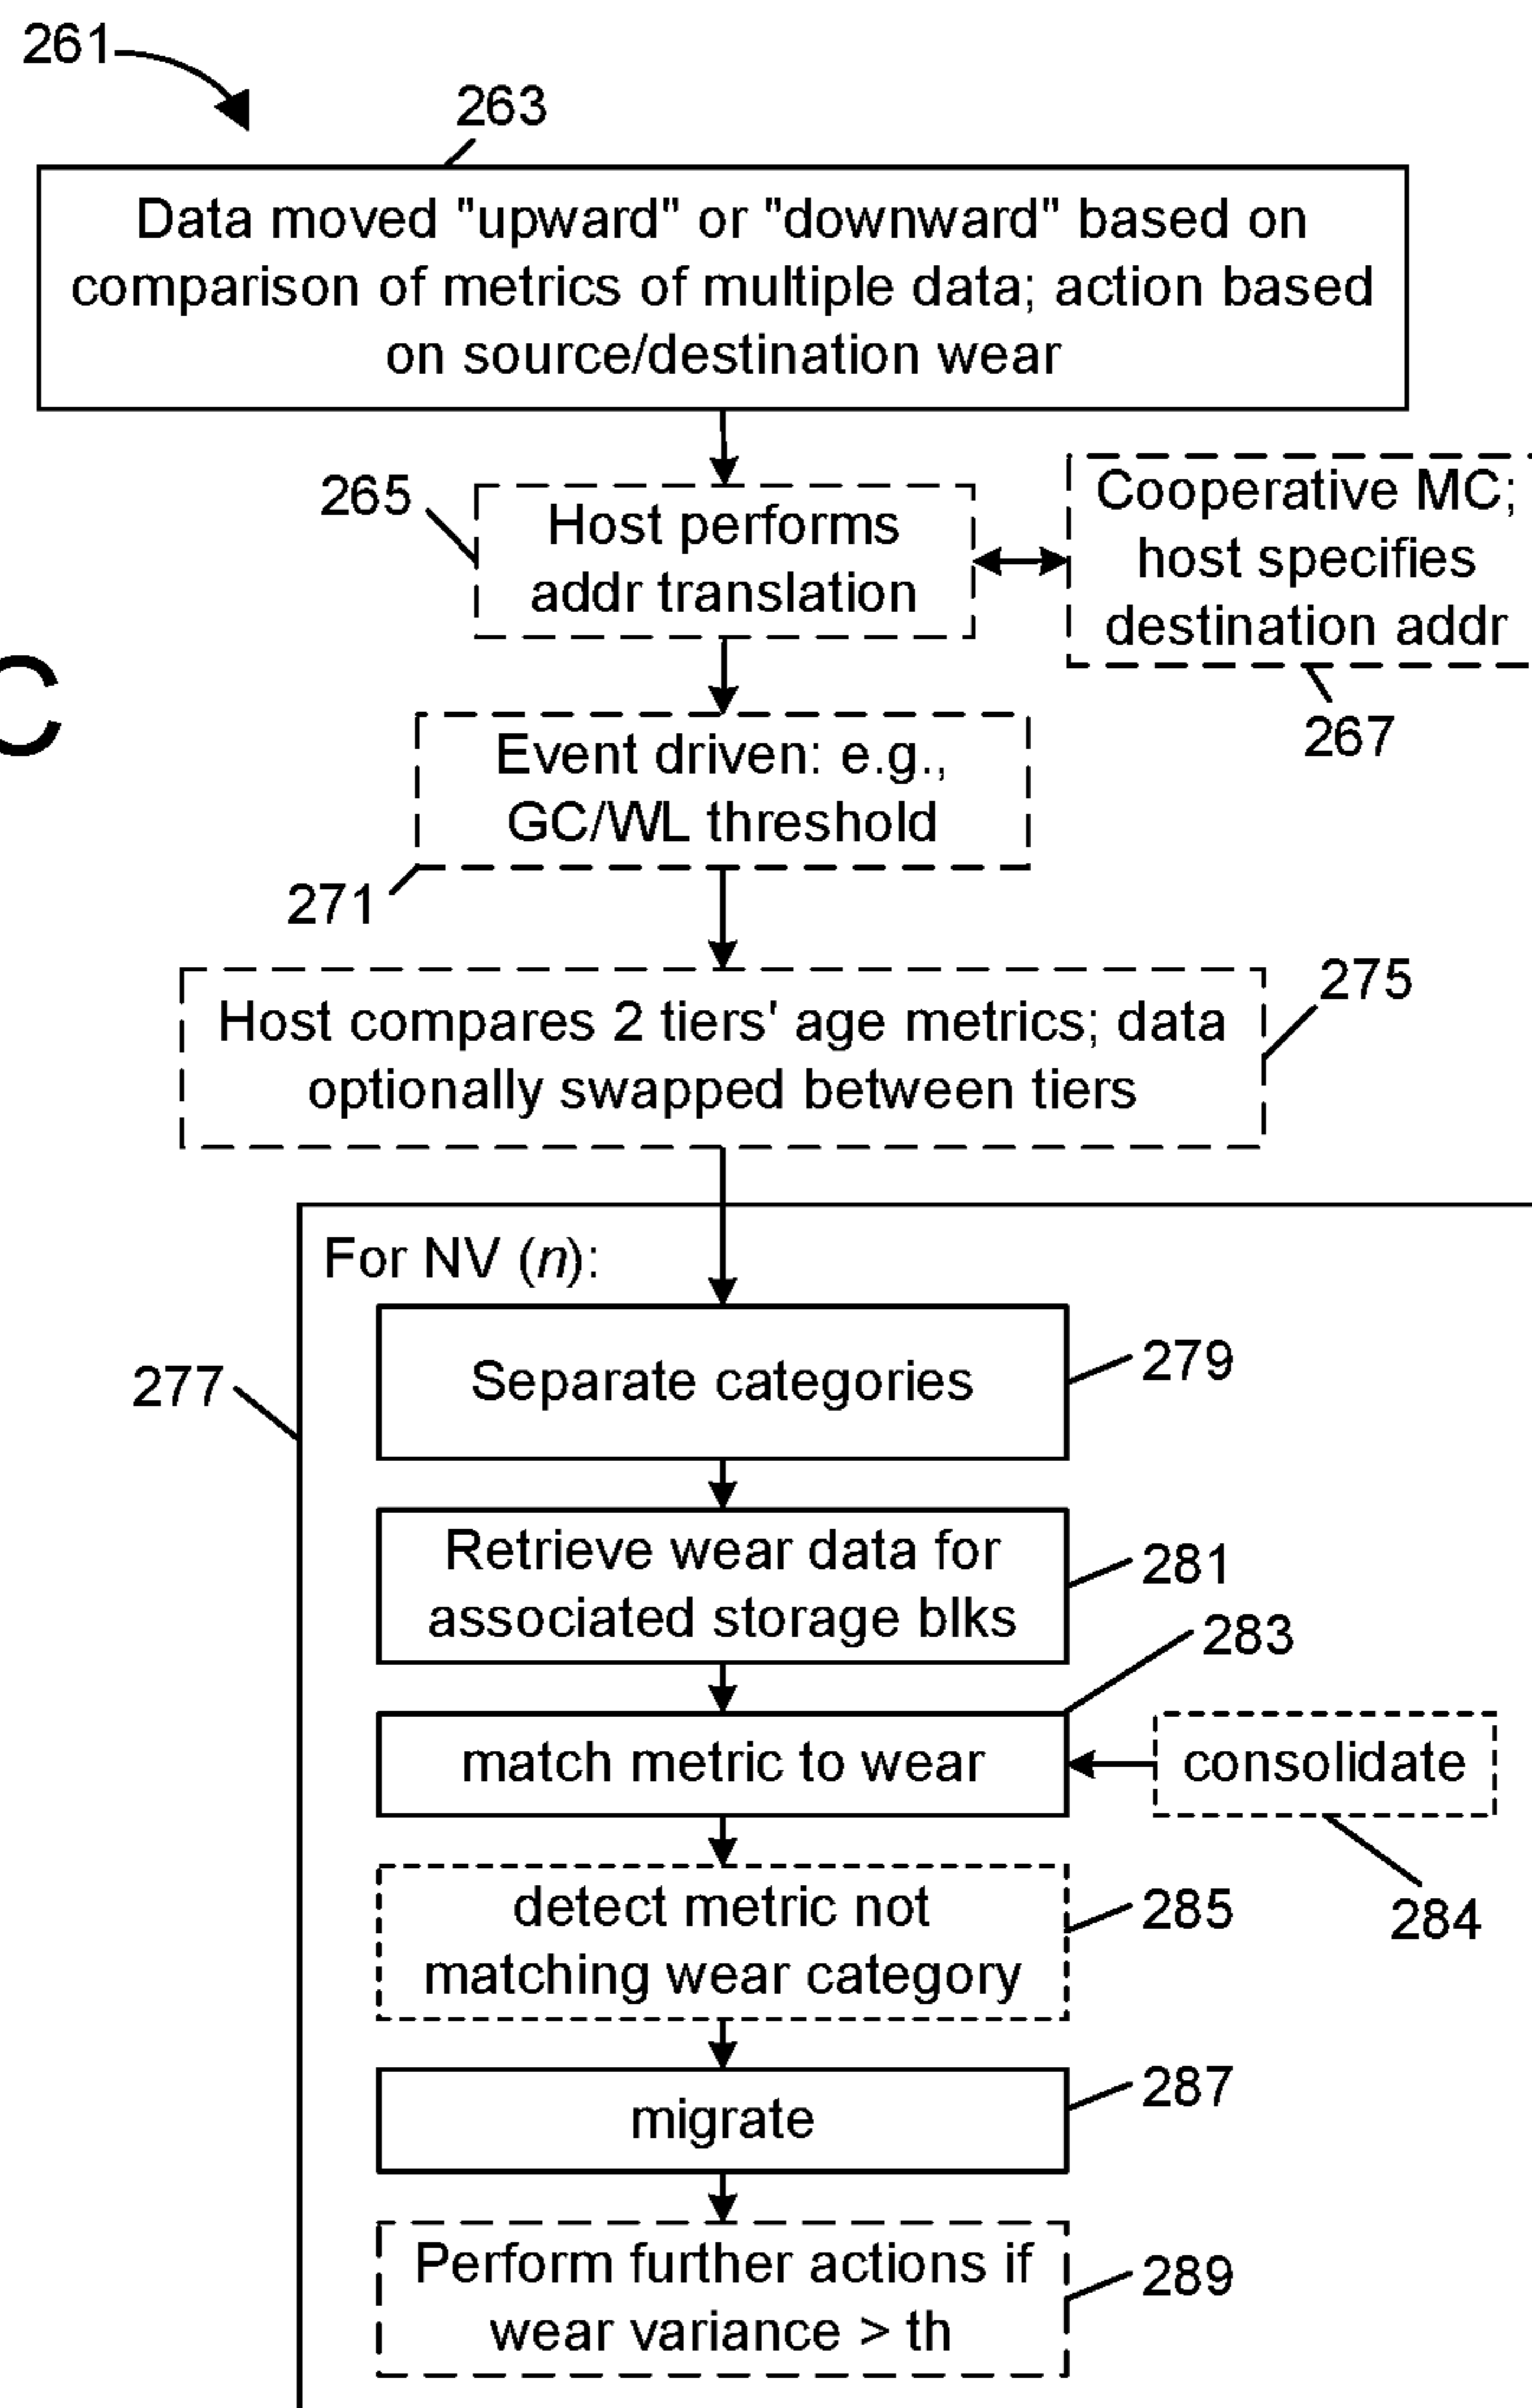 261
263
Data moved "upward" or "downward" based on
comparison of metrics of multiple data; action based
on source/destination wear
265
Host performs
addr translation
Cooperative MC;
host specifies
destination addr
267
C
Event driven: e.g.,
GC/WL threshold
271
275
Host compares 2 tiers' age metrics; data
optionally swapped between tiers
277
For NV (n):
Separate categories
279
Retrieve wear data for
associated storage blks
281
283
match metric to wear
consolidate
284
detect metric not
matching wear category
285
migrate
287
Perform further actions if
wear variance > th
289